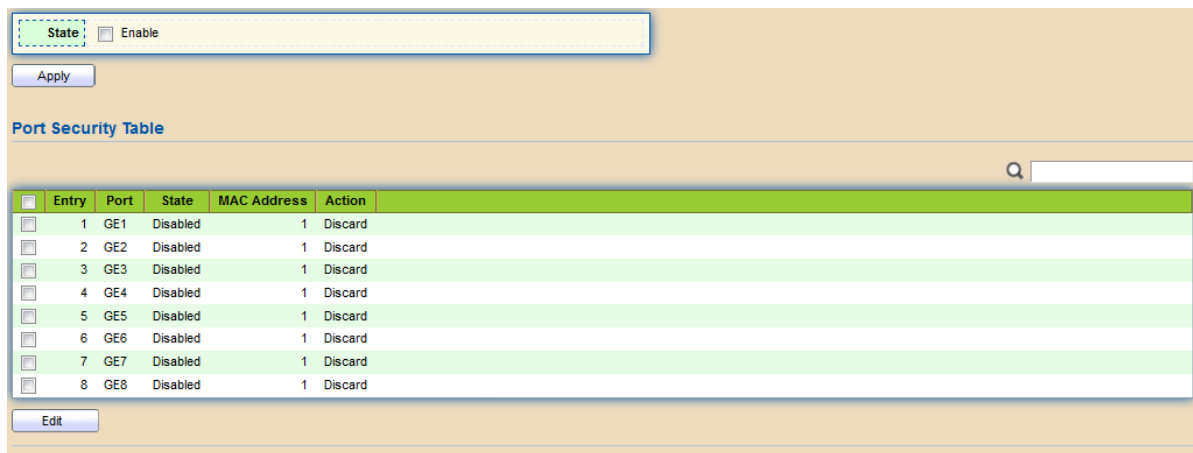 State Enable
Apply
Port Security Table
Entry Port State MAC Address Action
1 GE1 Disabled 1 Discard
2 GE2 Disabled 1 Discard
3 GE3 Disabled 1 Discard
4 GE4 Disabled 1 Discard
5 GE5 Disabled 1 Discard
6 GE6 Disabled 1 Discard
7 GE7 Disabled 1 Discard
8 GE8 Disabled 1 Discard
Edit